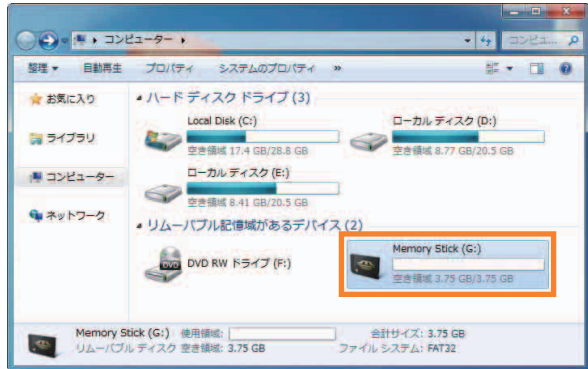 コンピューター
コンピュ...
整理 自動再生 プロパティ システムのプロパティ »
お気に入り
ライブラリ
コンピューター
ネットワーク
ハード ディスク ドライブ (3)
Local Disk (C:)
空き領域 17.4 GB/28.8 GB
ローカル ディスク (D:)
空き領域 8.77 GB/20.5 GB
ローカル ディスク (E:)
空き領域 8.41 GB/20.5 GB
リムーバブル記憶域があるデバイス (2)
DVD RW ドライブ (F:)
DVD
Memory Stick (G:)
空き領域 3.75 GB/3.75 GB
Memory Stick (G:) 使用領域: 合計サイズ: 3.75 GB
リムーバブル ディスク 空き領域: 3.75 GB ファイル システム: FAT32